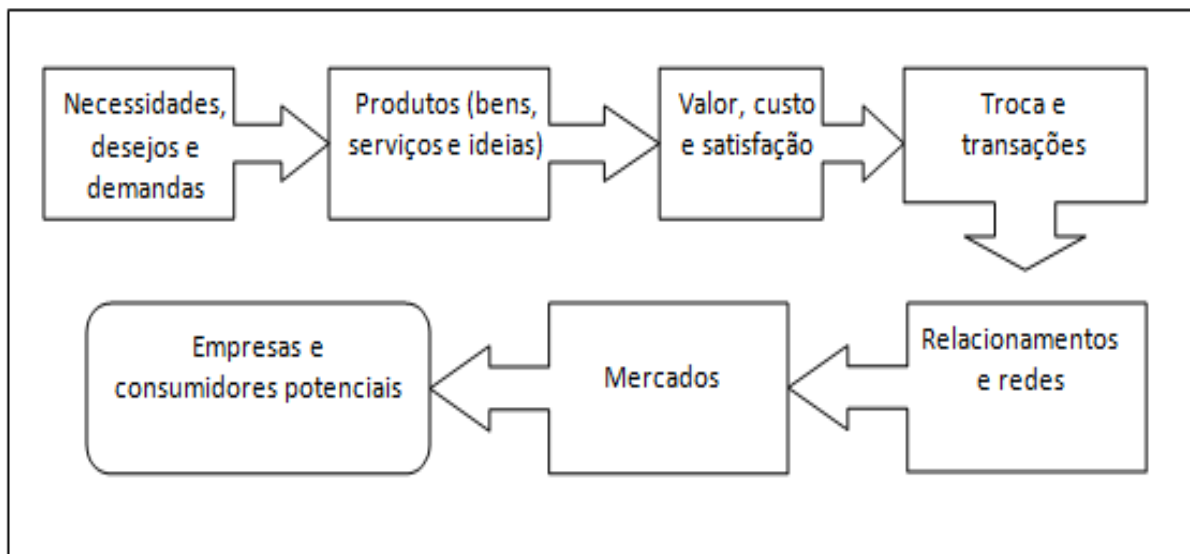 Necessidades,
desejos e
demandas
Produtos (bens,
serviços e ideias)
Valor, custo
e satisfação
Troca e
transações
Relacionamentos
e redes
Mercados
Empresas e
consumidores potenciais